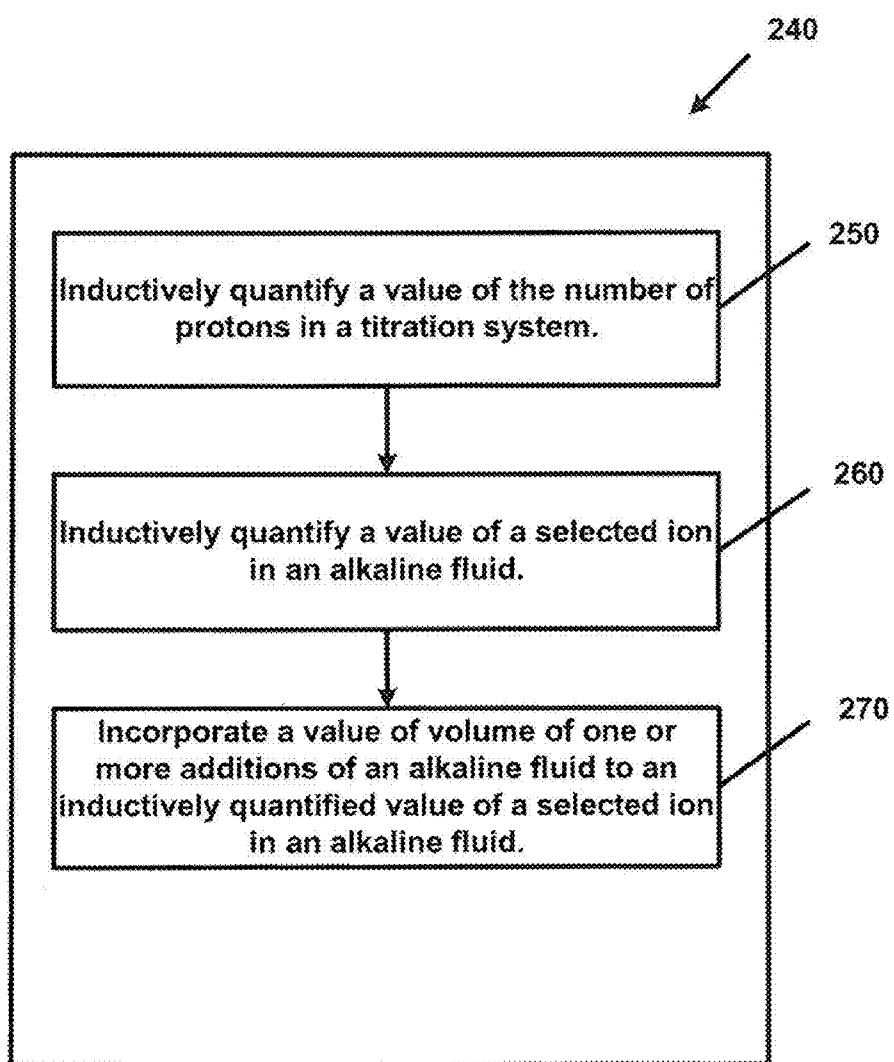 240
250
Inductively quantify a value of the number of
protons in a titration system.
260
Inductively quantify a value of a selected ion
in an alkaline fluid.
270
Incorporate a value of volume of one or
more additions of an alkaline fluid to an
inductively quantified value of a selected ion
in an alkaline fluid.